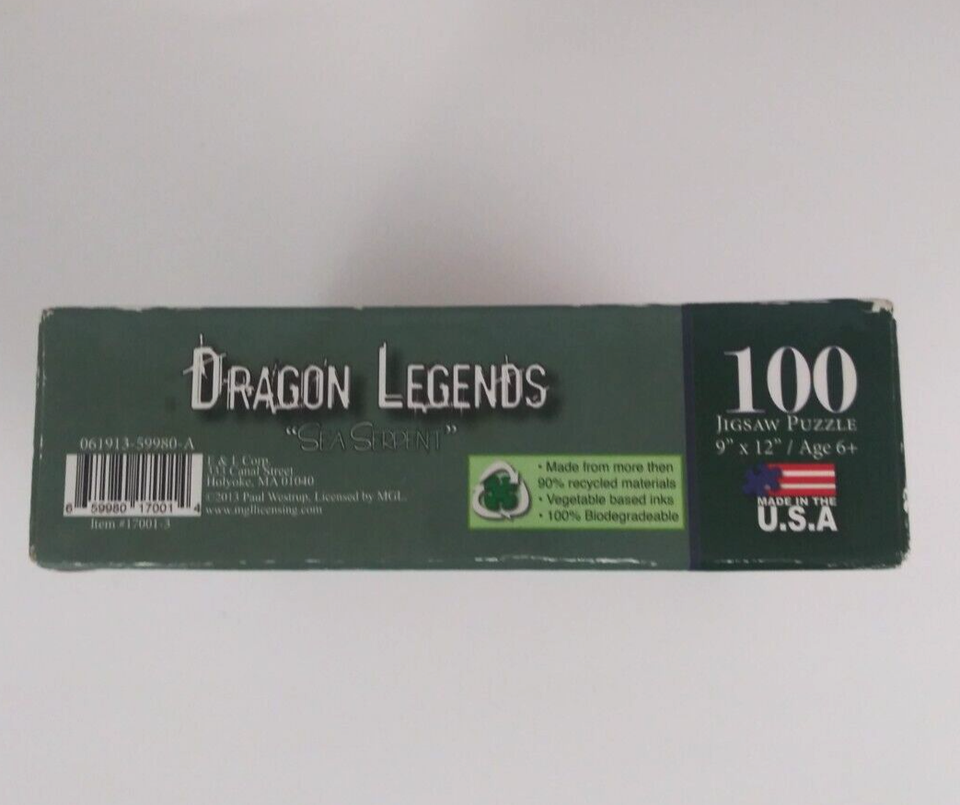 DRAGON LEGENDS
"SEA SERPENT"
061913-59980-A
6 59980 17001 4
Item #17001-3
Canal Street
Holyoke, MA 01040
©2013 Paul Westrup, Licensed by MGL.
www.mgllicensing.com
• Made from more then
90% recycled materials
• Vegetable based inks
• 100% Biodegradeable
100
JIGSAW PUZZLE
9" x 12" / Age 6+
MADE IN THE
U.S.A